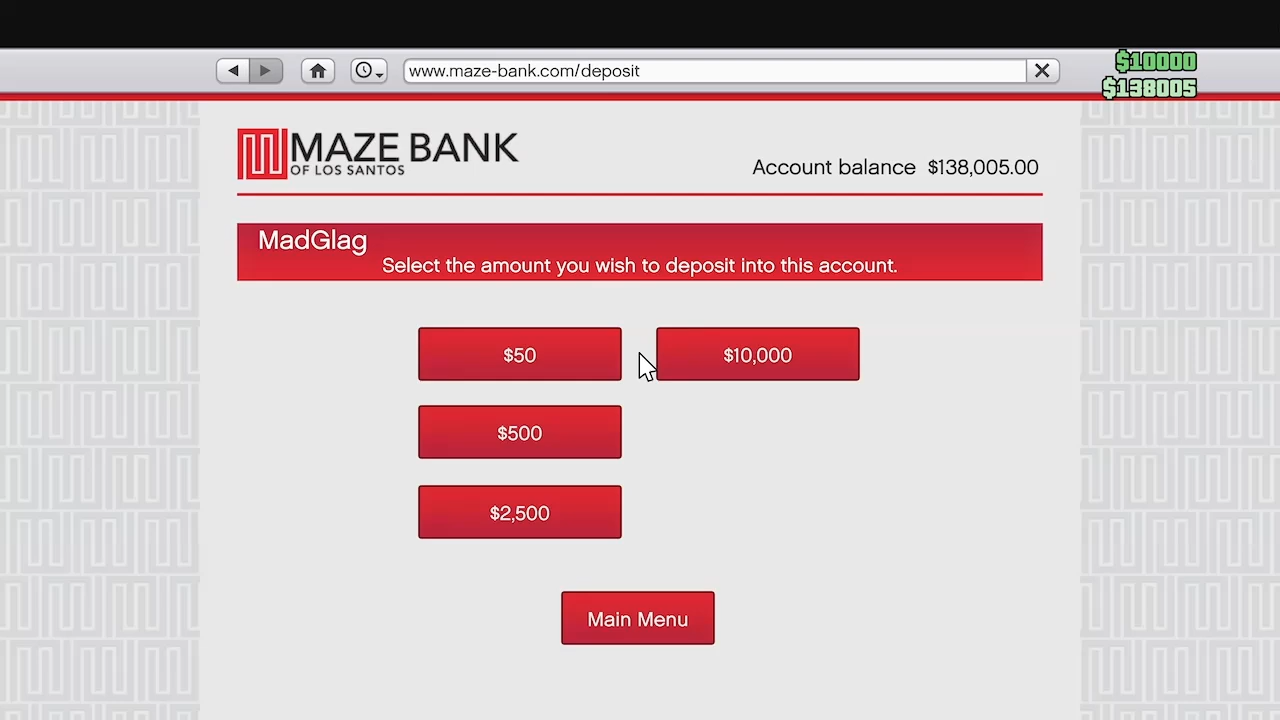 www.maze-bank.com/deposit
$10000
$138005
MAZE BANK
OF LOS SANTOS
Account balance $138,005.00
MadGlag
Select the amount you wish to deposit into this account.
$50
$10,000
$500
$2,500
Main Menu